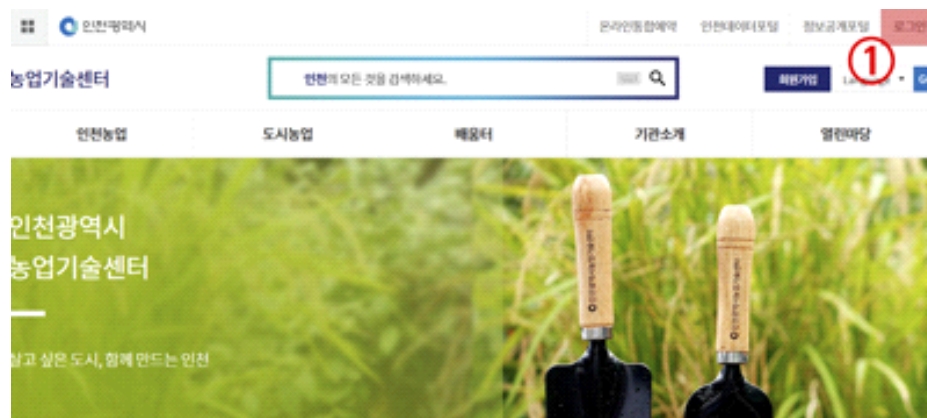 인천광역시
온라인통합예약 인천데이터포털 정보공개포털 로그인
①
농업기술센터
인천의 모든 것을 검색하세요.
회원가입
인천농업 도시농업 배움터 기관소개 열린마당
인천광역시
농업기술센터
살고 싶은 도시, 함께 만드는 인천